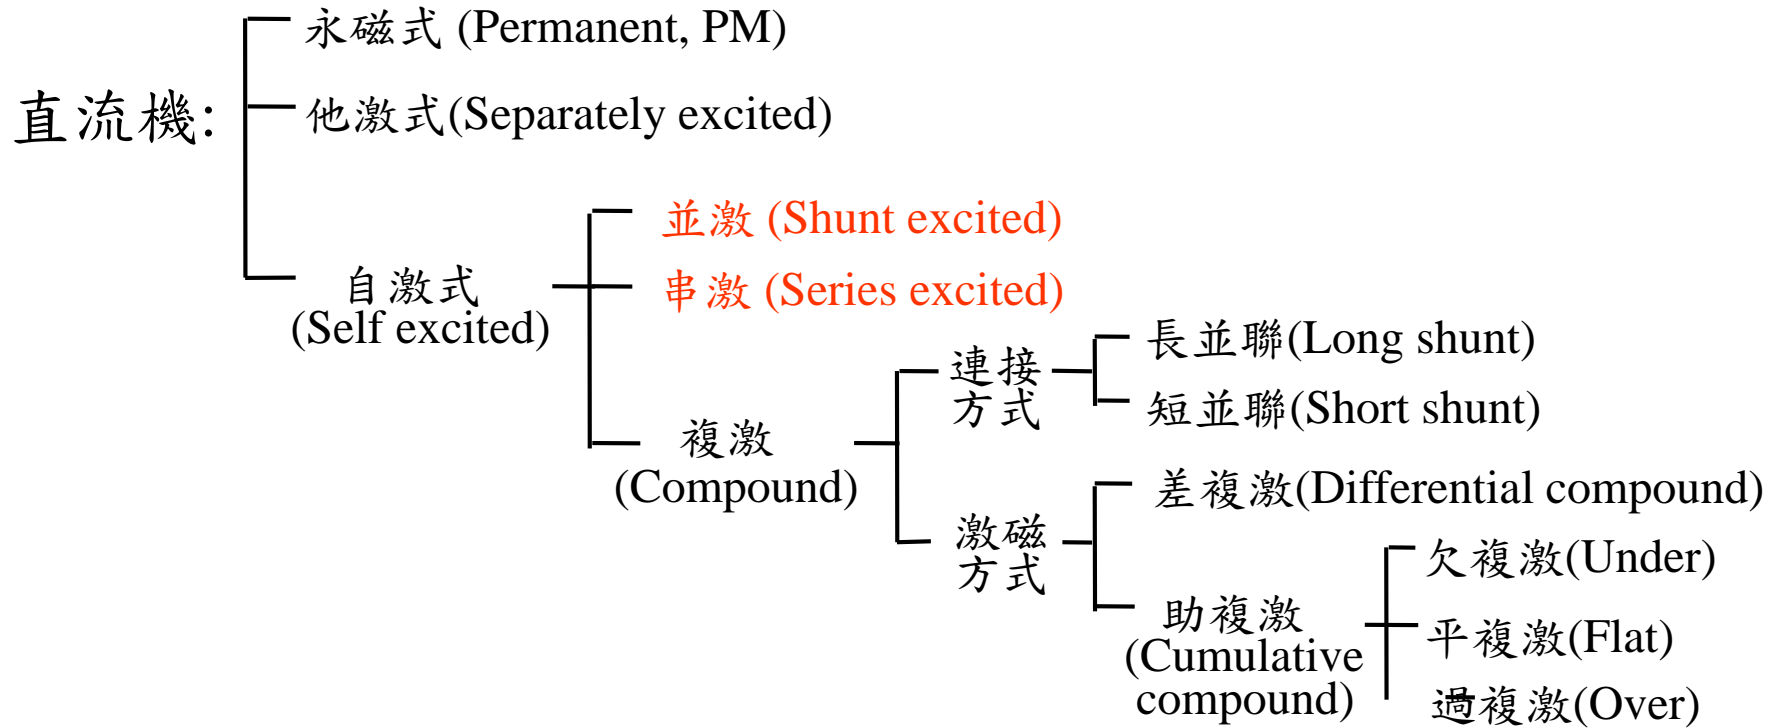 永磁式 (Permanent, PM)
直流機:
他激式(Separately excited)
並激 (Shunt excited)
自激式
(Self excited)
串激 (Series excited)
連接
方式
長並聯(Long shunt)
短並聯(Short shunt)
複激
(Compound)
差複激(Differential compound)
激磁
方式
欠複激(Under)
助複激
(Cumulative
compound)
平複激(Flat)
過複激(Over)